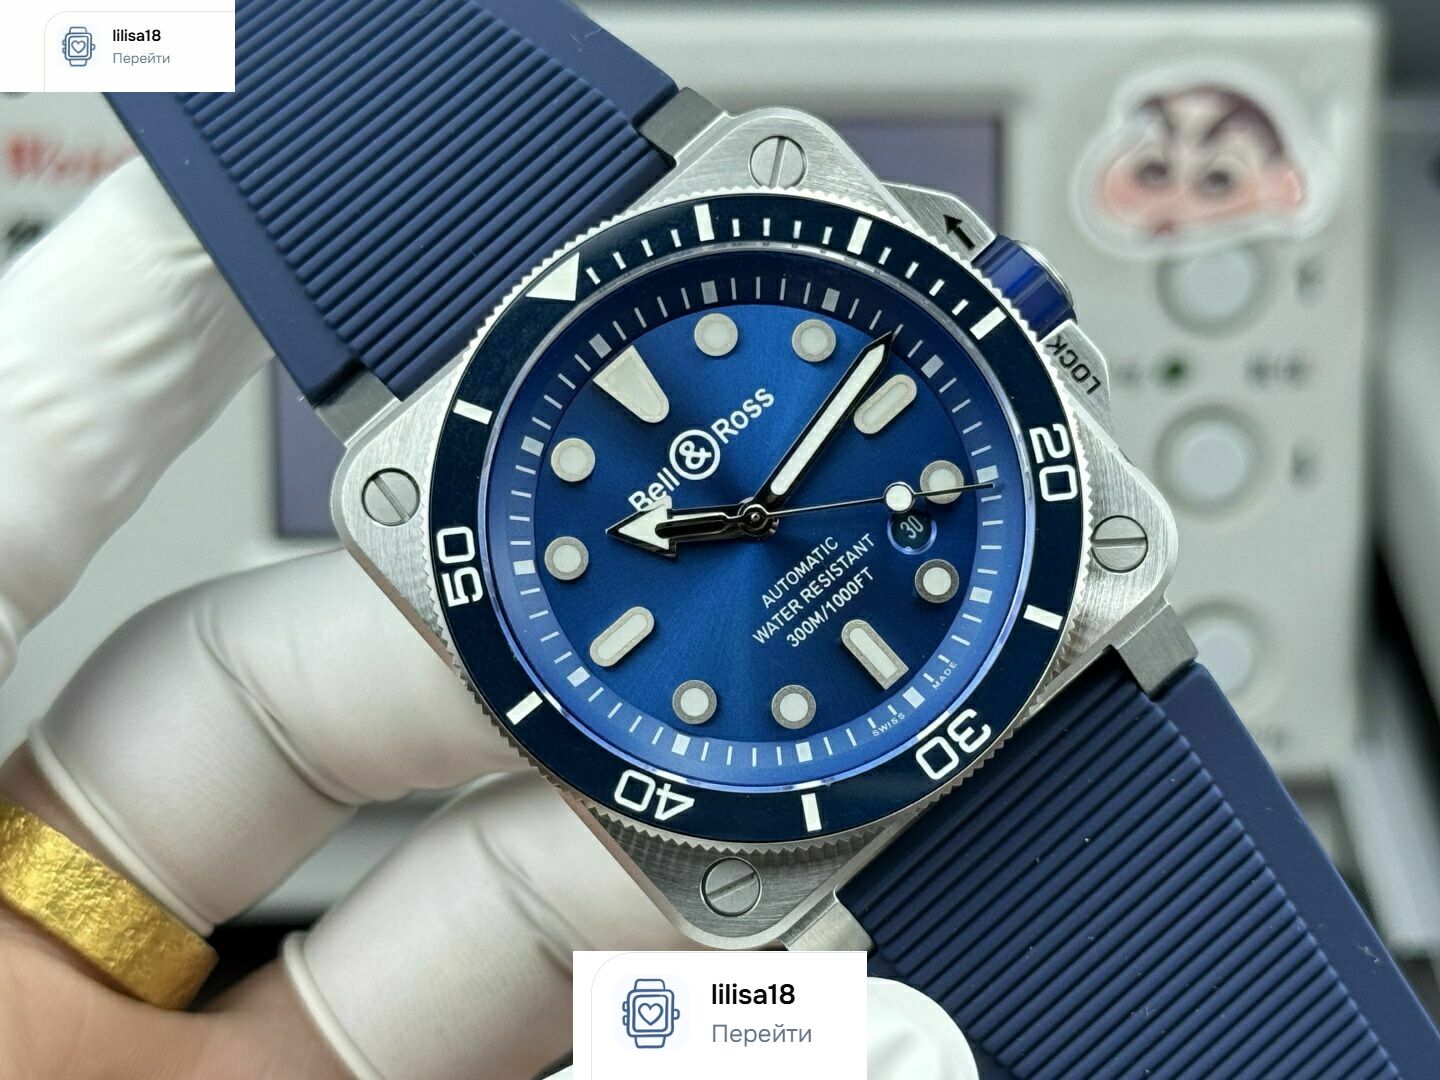 lilisa18
Перейти
LOCK
Bell & Ross
30
AUTOMATIC
WATER RESISTANT
300M/1000FT
SWISS MADE
20
30
40
50
lilisa18
Перейти